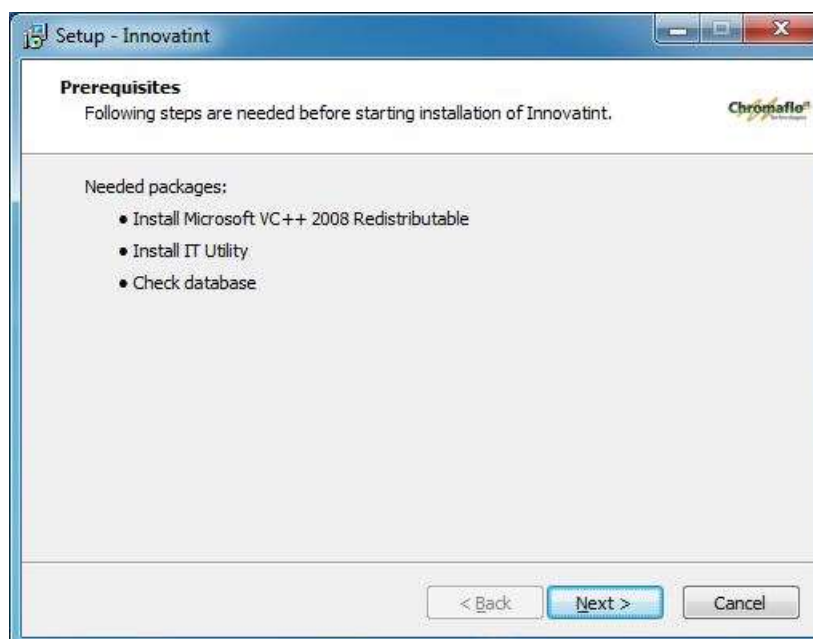 Setup - Innovatint
Prerequisites
Following steps are needed before starting installation of Innovatint.
Chromaflo
Needed packages:
● Install Microsoft VC++ 2008 Redistributable
● Install IT Utility
● Check database
< Back
Next >
Cancel